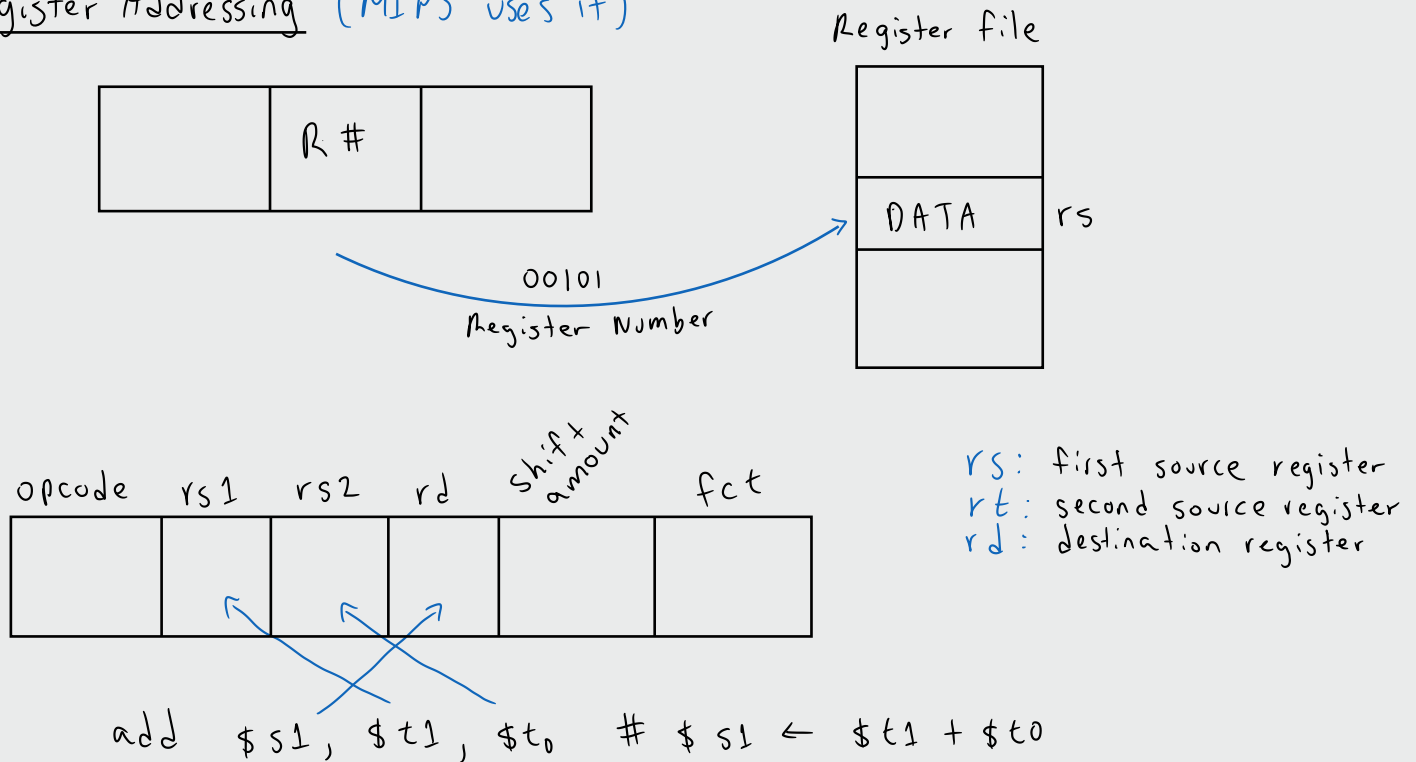 gister Addressing (MIPS uses it)
Register file
R #
DATA rs
00101
Register Number
opcode rs1 rs2 rd shift amount fct
rs: first source register
rt: second source register
rd: destination register
add $s1, $t1, $t0 # $s1 ← $t1 + $t0